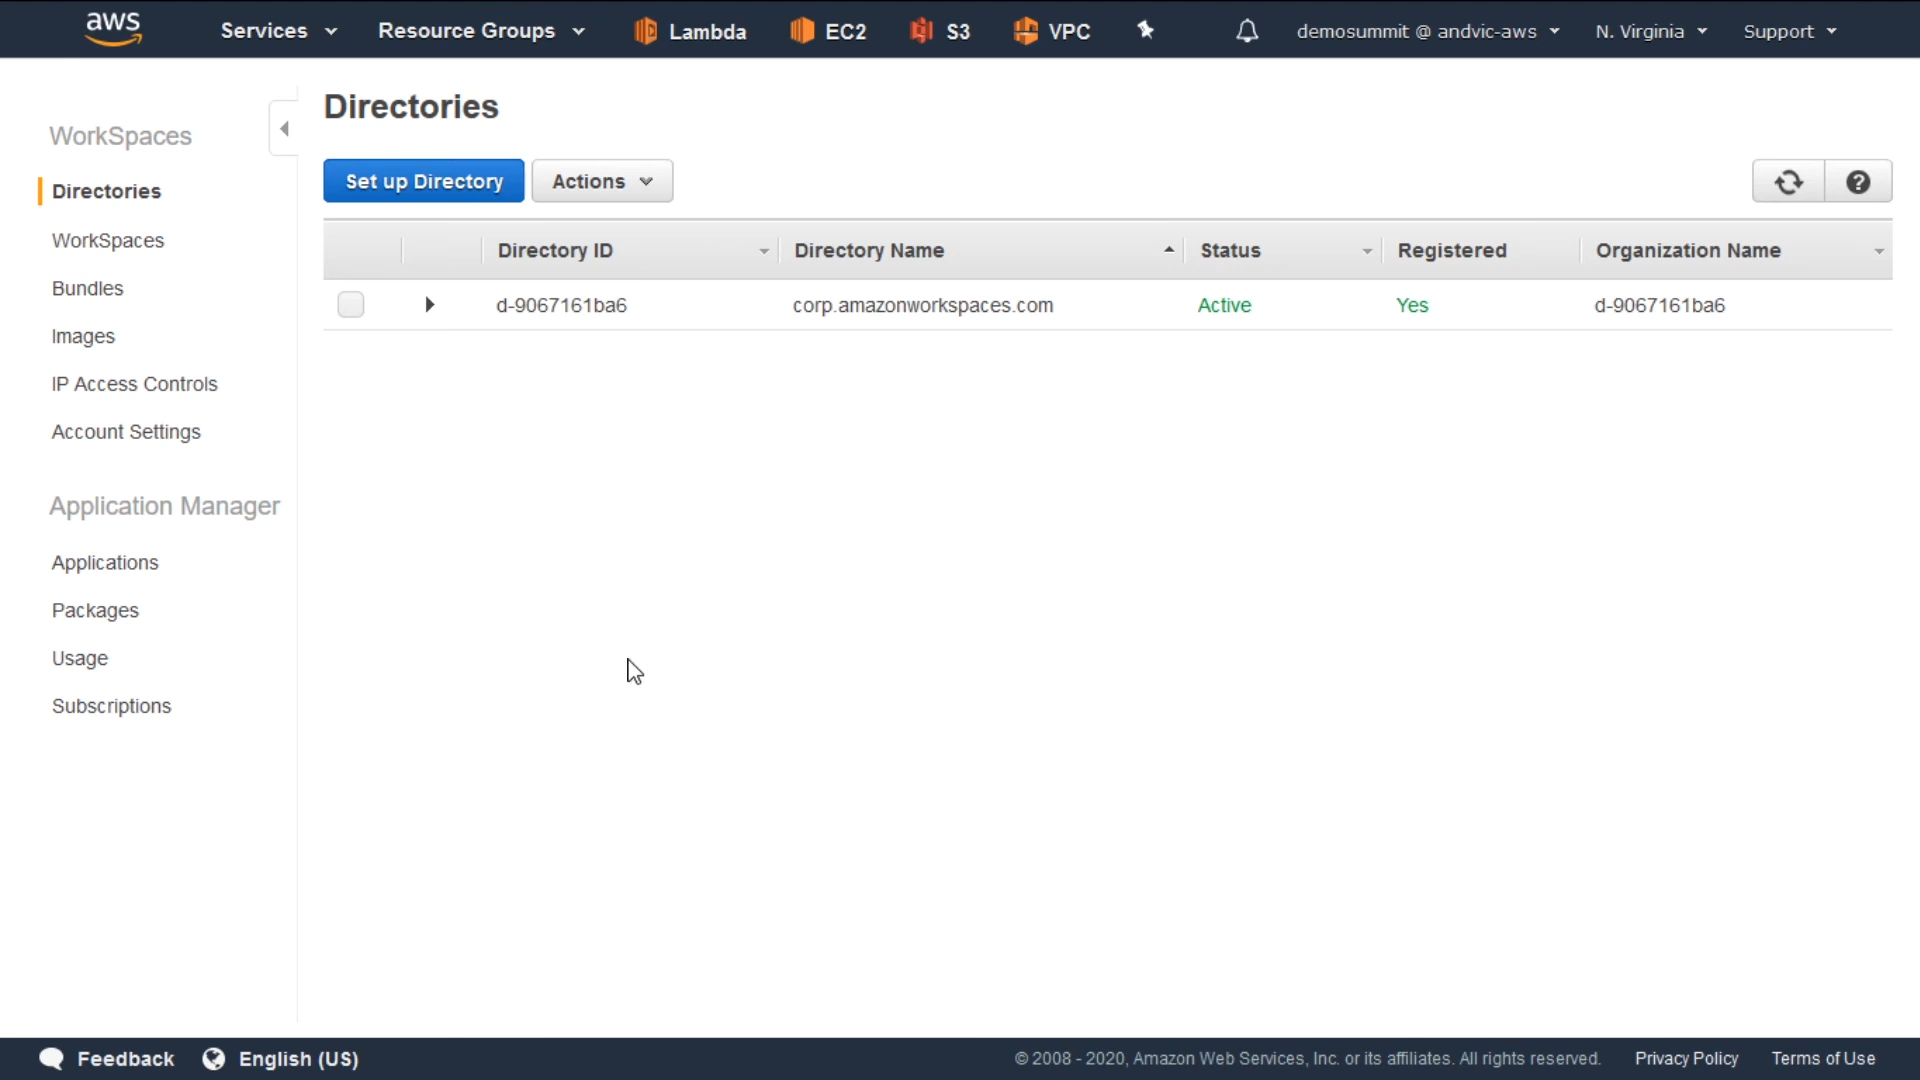 aws Services Resource Groups Lambda EC2 S3 VPC demosummit @ andvic-aws N. Virginia Support
WorkSpaces
Directories
WorkSpaces
Bundles
Images
IP Access Controls
Account Settings
Application Manager
Applications
Packages
Usage
Subscriptions
Directories
Set up Directory Actions
Directory ID Directory Name Status Registered Organization Name
d-9067161ba6 corp.amazonworkspaces.com Active Yes d-9067161ba6
Feedback English (US) © 2008 - 2020, Amazon Web Services, Inc. or its affiliates. All rights reserved. Privacy Policy Terms of Use